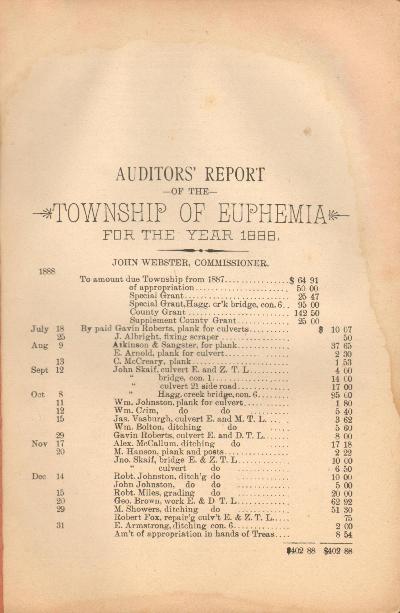 AUDITORS' REPORT
—OF THE—
TOWNSHIP OF EUPHEMIA
FOR THE YEAR 1888.
JOHN WEBSTER, COMMISSIONER.
1888
To amount due Township from 1887 $ 64 91
of appropriation 50 00
Special Grant 25 47
Special Grant, Hagg. cr'k bridge, con. 6 95 00
County Grant 142 50
Supplement County Grant 25 00
July 18 By paid Gavin Roberts, plank for culverts $ 10 07
25 J. Albright, fixing scraper 50
Aug 9 Atkinson & Sangster, for plank 37 65
E. Arnold, plank for culvert 2 30
13 C. McCreary, plank 1 53
Sept 12 John Skaif, culvert E. and Z. T. L 4 00
" bridge, con. 1 14 00
" culvert 21 side road 17 00
Oct 8 " Hagg. creek bridge, con. 6 95 00
11 Wm. Johnston, plank for culvert 1 80
12 Wm. Crim, do do 5 40
15 Jas. Vasburgh, culvert E. and M. T. L. 3 62
Wm. Bolton, ditching 5 60
29 Gavin Roberts, culvert E. and D. T. L. 8 00
Nov 17 Alex. McCallum, ditching 17 18
20 M. Hanson, plank and posts 2 22
Jno. Skaif, bridge E. & Z. T. L 10 00
" culvert do 6 50
Dec 14 Robt. Johnston, ditch'g do 10 00
John Johnston, do do 5 00
15 Robt. Miles, grading do 20 00
20 Geo. Brown, work E. & D T. L 62 92
29 M. Showers, ditching do 51 30
Robert Fox, repair'g culv't E. & Z. T. L. 75
31 E. Armstrong, ditching con. 6 2 00
Am't of appropriation in hands of Treas 8 54
$402 88 $402 88